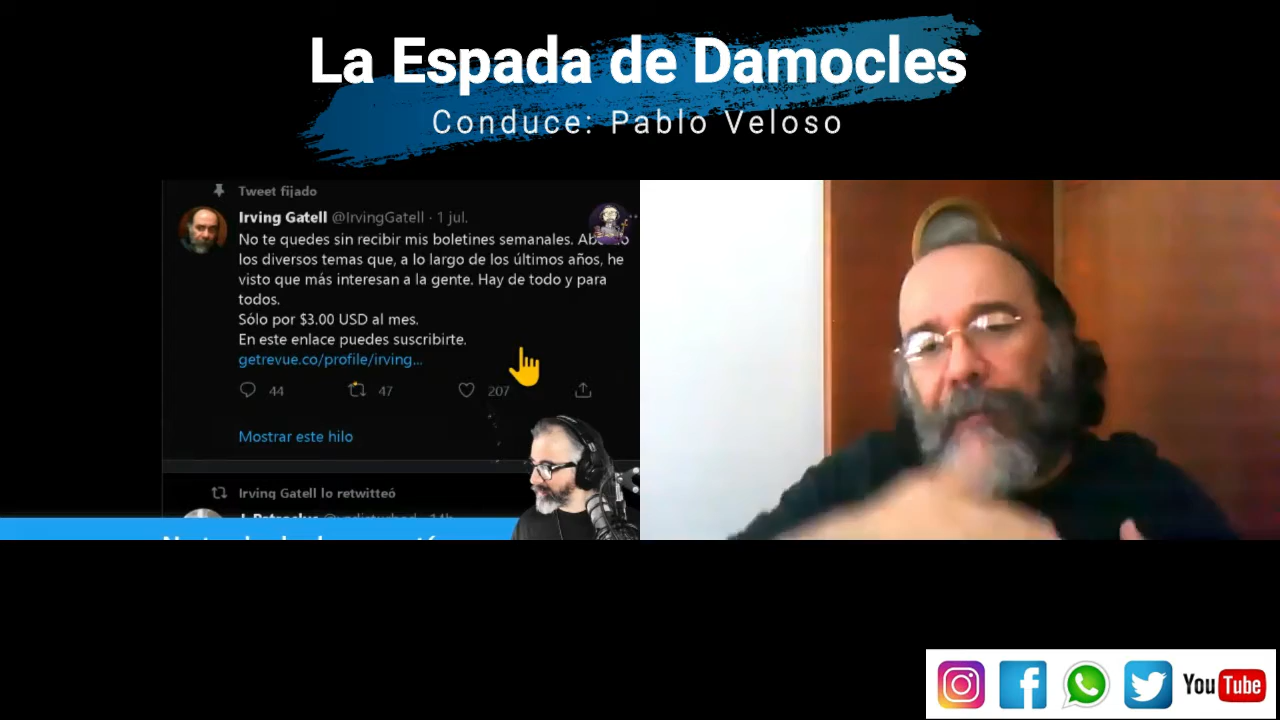 La Espada de Damocles
Conduce: Pablo Veloso
Tweet fijado
Irving Gatell @IrvingGatell · 1 jul.
No te quedes sin recibir mis boletines semanales.
los diversos temas que, a lo largo de los últimos años, he
visto que más interesan a la gente. Hay de todo y para
todos.
Sólo por $3.00 USD al mes.
En este enlace puedes suscribirte.
getrevue.co/profile/irving...
44 47 207
Mostrar este hilo
Irving Gatell lo retwitteó
You Tube